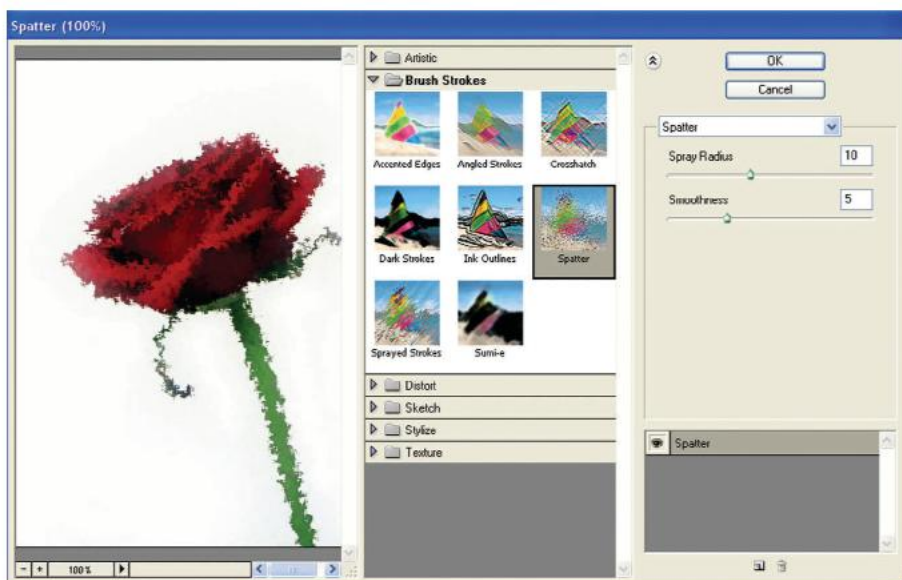 Spatter (100%)
Artistic
Brush Strokes
Accented Edges
Angled Strokes
Crosshatch
Dark Strokes
Ink Outlines
Spatter
Sprayed Strokes
Sumi-e
Distort
Sketch
Stylize
Texture
100%
OK
Cancel
Spatter
Spray Radius 10
Smoothness 5
Spatter